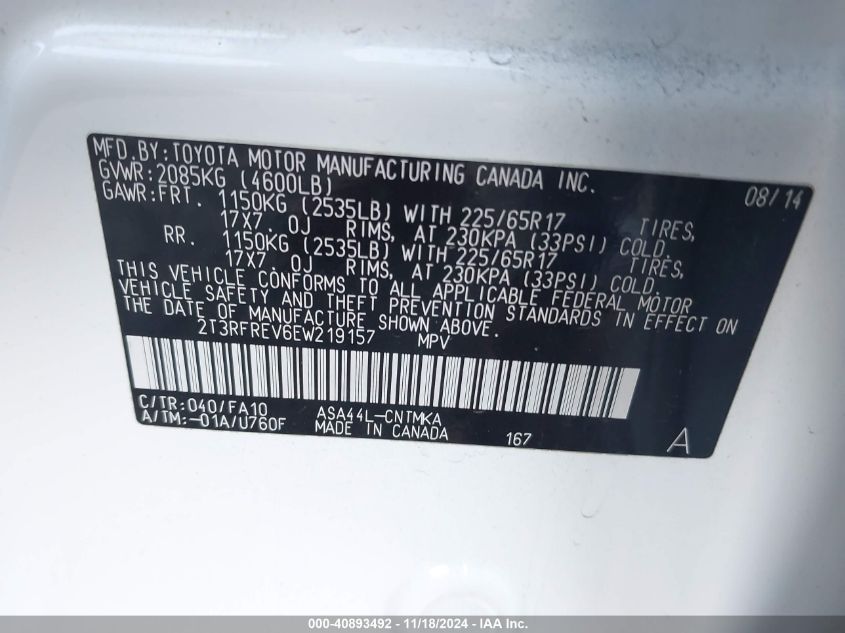 MFD.BY:TOYOTA MOTOR MANUFACTURING CANADA INC.
GVWR:2085KG (4600LB) 08/14
GAWR:FRT. 1150KG (2535LB) WITH 225/65R17 TIRES,
17X7.0J RIMS, AT 230KPA (33PSI) COLD.
RR. 1150KG (2535LB) WITH 225/65R17 TIRES,
17X7 0J RIMS, AT 230KPA (33PSI) COLD.
THIS VEHICLE CONFORMS TO ALL APPLICABLE FEDERAL MOTOR
VEHICLE SAFETY AND THEFT PREVENTION STANDARDS IN EFFECT ON
THE DATE OF MANUFACTURE SHOWN ABOVE.
2T3RFREV6EW219157 MPV
C/TR:040/FA10 ASA44L-CNTMKA
A/TM:-01A/U760F MADE IN CANADA 167 A
000-40893492 - 11/18/2024 - IAA, Inc.